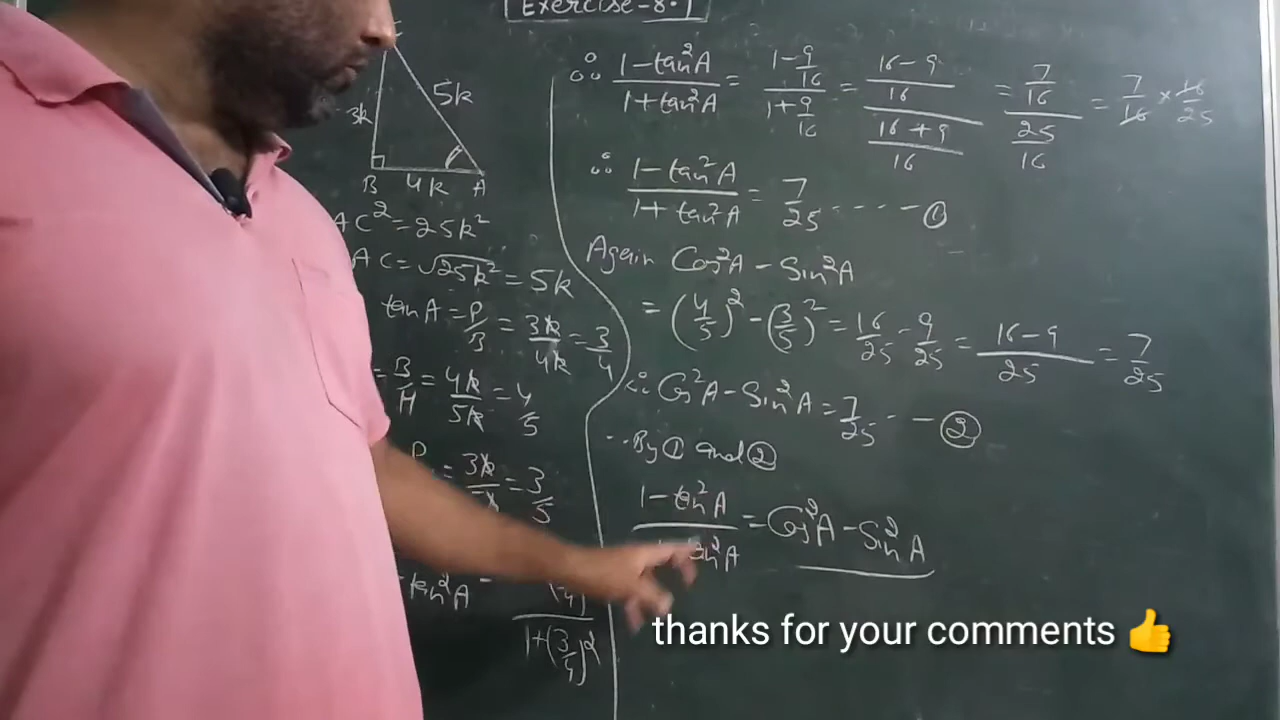 Exercise-8.1
5k
3k
B 4k A
AC² = 25k²
AC = √25k² = 5k
tan A = P/B = 3k/4k = 3/4
= B/H = 4k/5k = 4/5
P = 3k/5k = 3/5
tan²A =
1+(3/4)²
∴ (1-tan²A)/(1+tan²A) = (1-9/16)/(1+9/16) = ((16-9)/16)/((16+9)/16) = (7/16)/(25/16) = 7/16 × 16/25
∴ (1-tan²A)/(1+tan²A) = 7/25 ----- ①
Again Cos²A - Sin²A
= (4/5)² - (3/5)² = 16/25 - 9/25 = (16-9)/25 = 7/25
∴ Cos²A - Sin²A = 7/25 -- - ②
∵ By ① and ②
(1-tan²A)/( tan²A) = Cos²A - Sin²A
thanks for your comments 👍